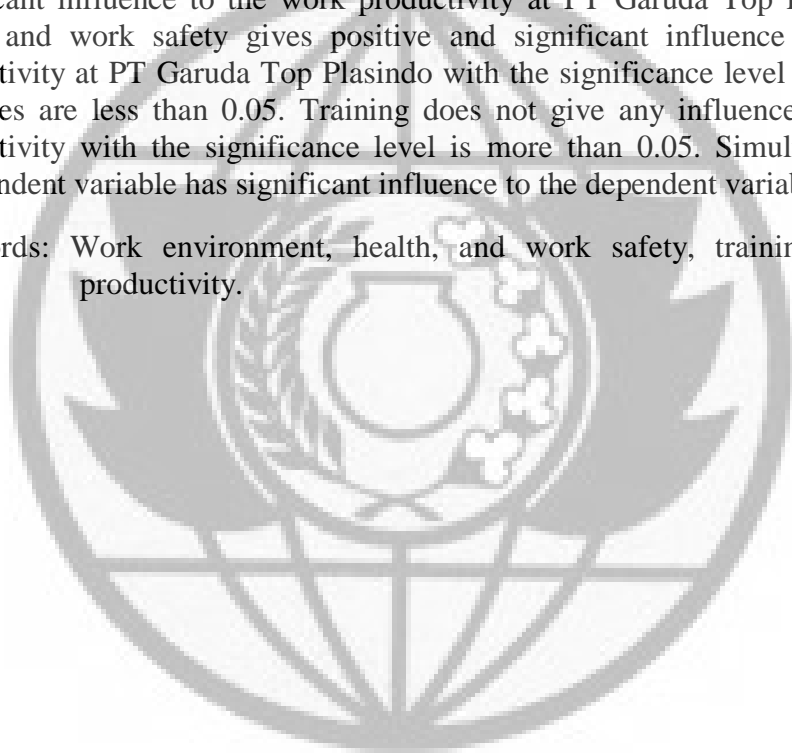 cant influence to the work productivity at PT Garuda Top
and work safety gives positive and significant influence
tivity at PT Garuda Top Plasindo with the significance level
es are less than 0.05. Training does not give any influence
tivity with the significance level is more than 0.05. Simul
ndent variable has significant influence to the dependent variab
rds: Work environment, health, and work safety, trainin
productivity.